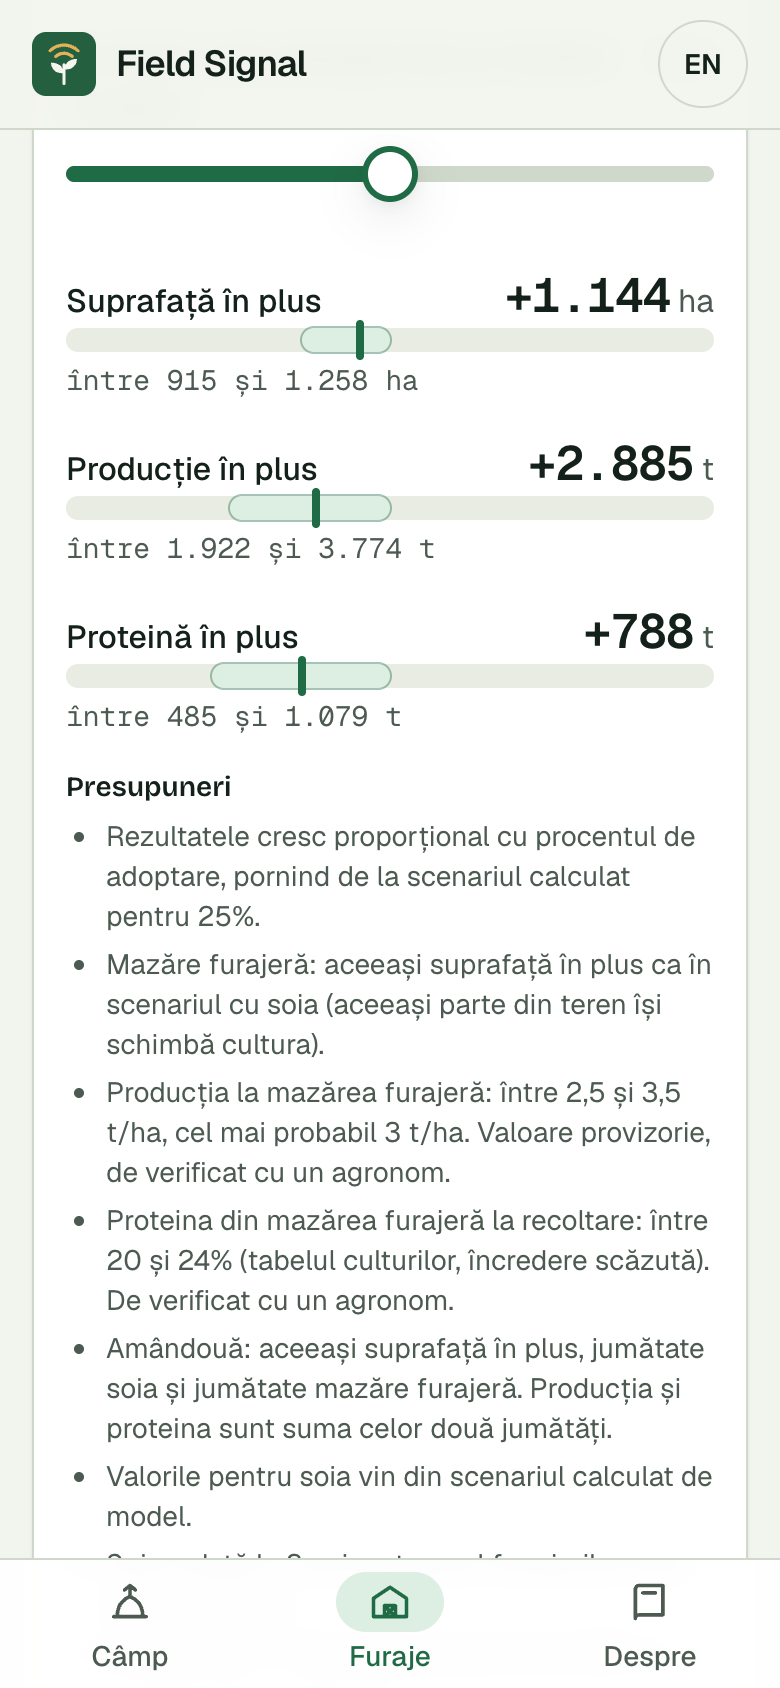 Field Signal
EN
Suprafață în plus
+1.144 ha
între 915 și 1.258 ha
Producție în plus
+2.885 t
între 1.922 și 3.774 t
Proteină în plus
+788 t
între 485 și 1.079 t
Presupuneri
• Rezultatele cresc proporțional cu procentul de
adoptare, pornind de la scenariul calculat
pentru 25%.
• Mazăre furajeră: aceeași suprafață în plus ca în
scenariul cu soia (aceeași parte din teren își
schimbă cultura).
• Producția la mazărea furajeră: între 2,5 și 3,5
t/ha, cel mai probabil 3 t/ha. Valoare provizorie,
de verificat cu un agronom.
• Proteina din mazărea furajeră la recoltare: între
20 și 24% (tabelul culturilor, încredere scăzută).
De verificat cu un agronom.
• Amândouă: aceeași suprafață în plus, jumătate
soia și jumătate mazăre furajeră. Producția și
proteina sunt suma celor două jumătăți.
• Valorile pentru soia vin din scenariul calculat de
model.
Câmp
Furaje
Despre